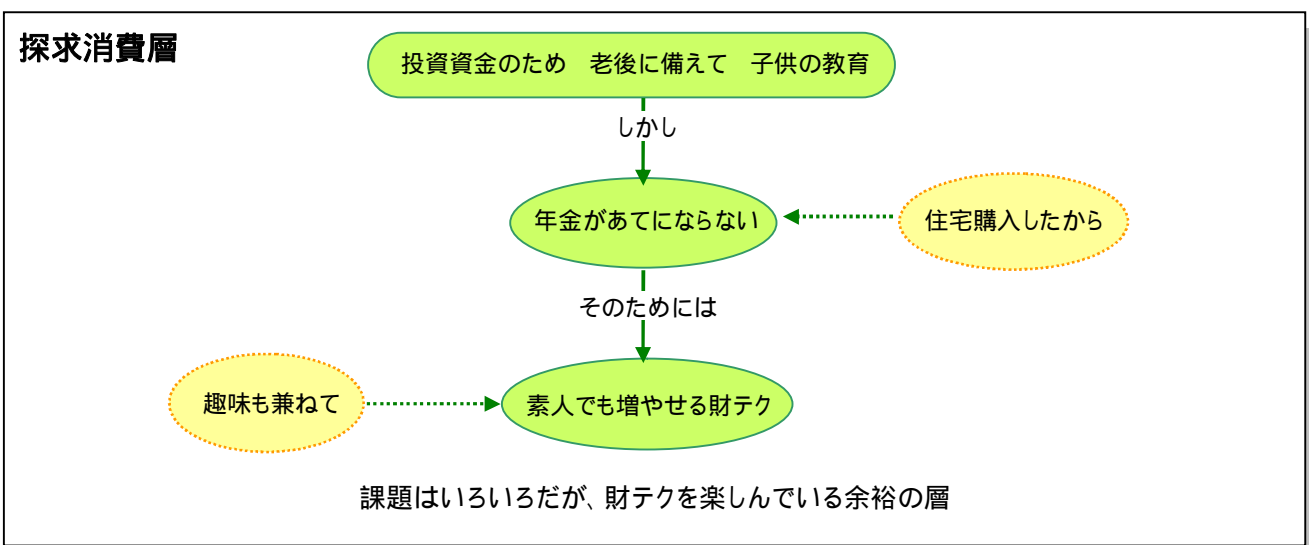 探求消費層
投資資金のため　老後に備えて　子供の教育
しかし
年金があてにならない
住宅購入したから
そのためには
趣味も兼ねて
素人でも増やせる財テク
課題はいろいろだが、財テクを楽しんでいる余裕の層